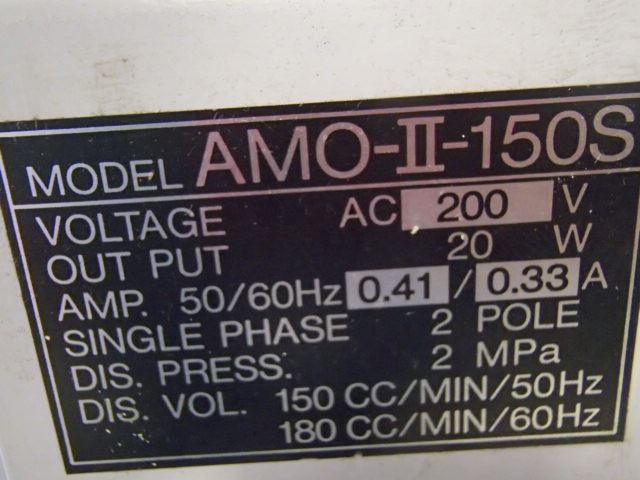 MODEL AMO-II-150S
VOLTAGE AC 200 V
OUT PUT 20 W
AMP. 50/60Hz 0.41 / 0.33 A
SINGLE PHASE 2 POLE
DIS. PRESS. 2 MPa
DIS. VOL. 150 CC/MIN/50Hz
180 CC/MIN/60Hz